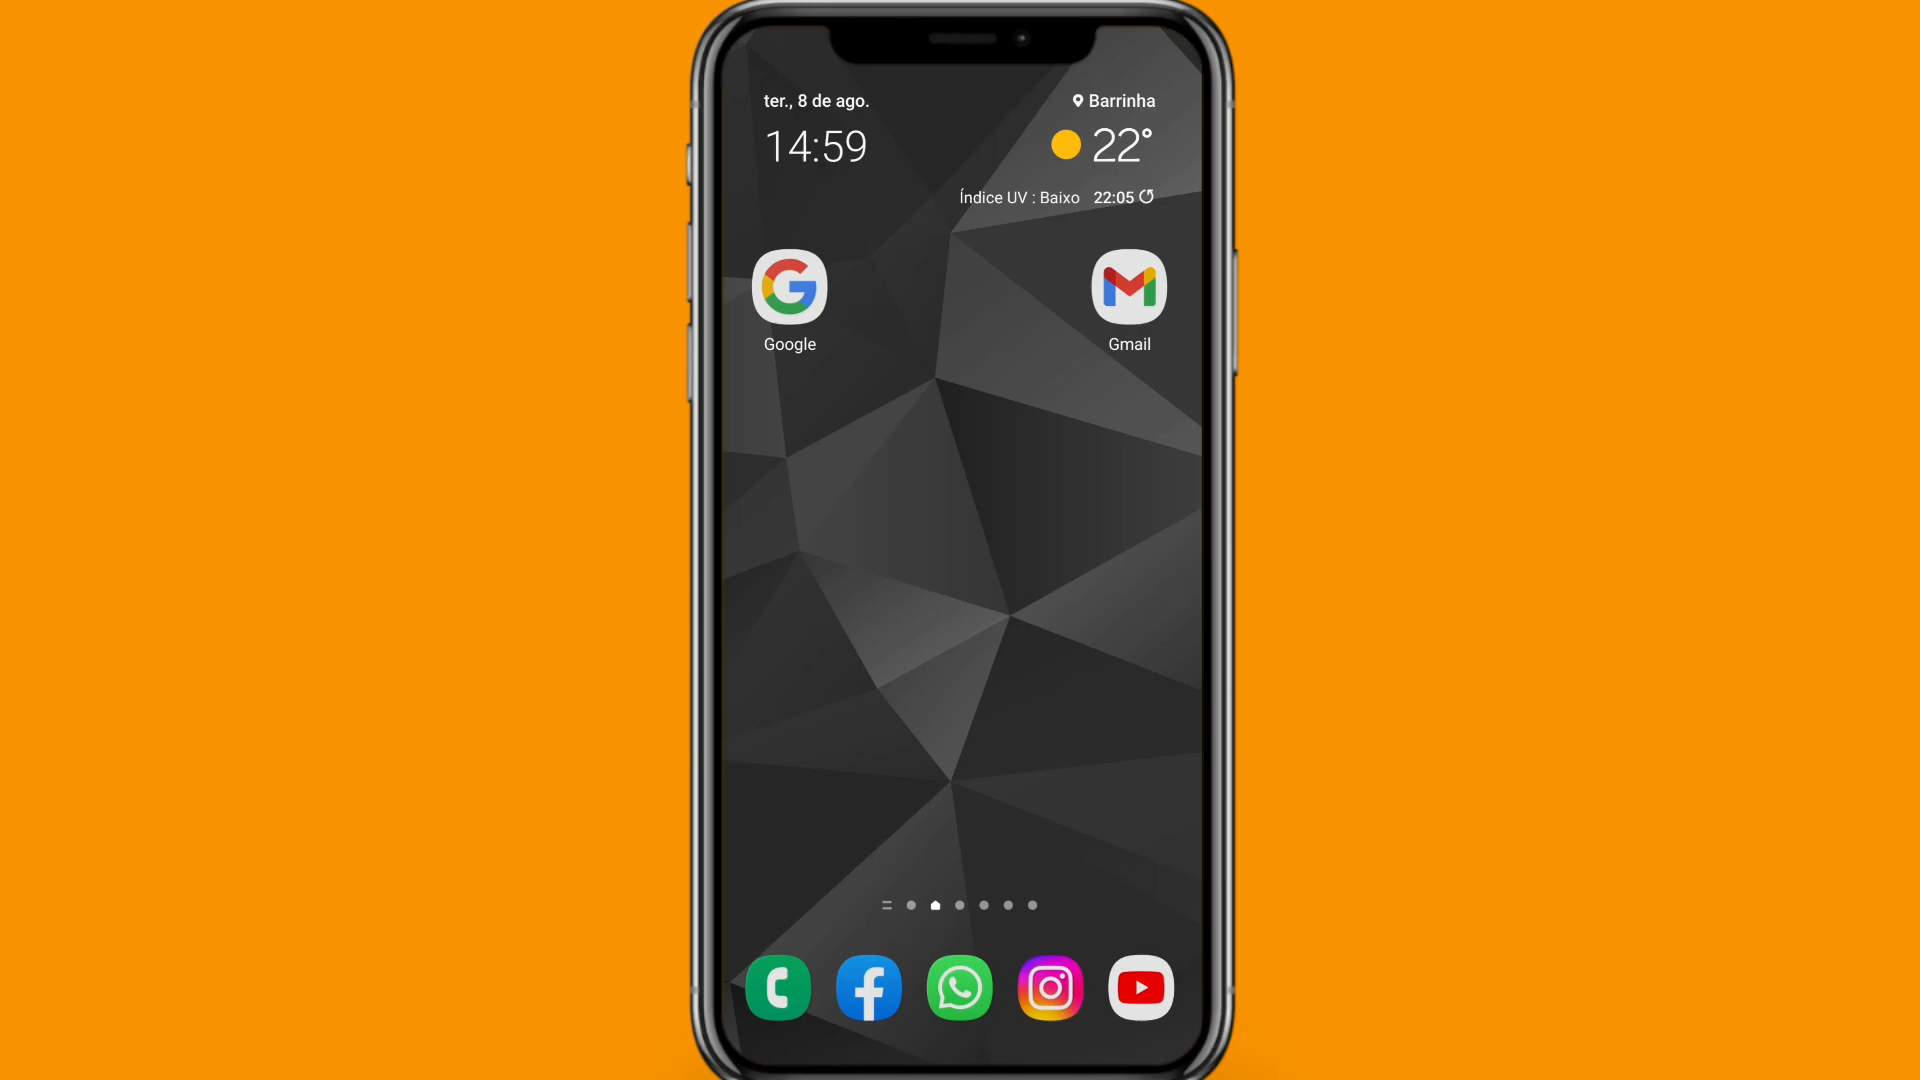 ter., 8 de ago.
Barrinha
14:59
22°
Índice UV : Baixo 22:05
Google
Gmail